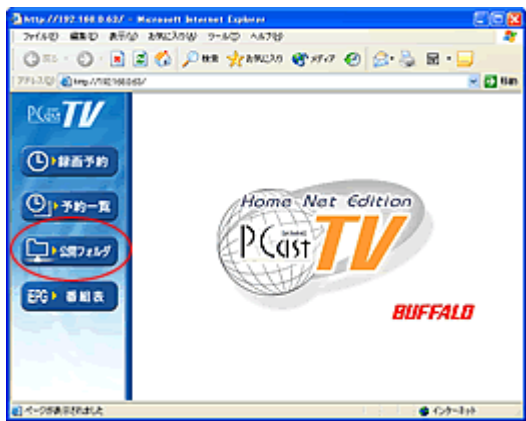 http://192.168.0.63/ - Microsoft Internet Explorer
ファイル(F) 編集(E) 表示(V) お気に入り(A) ツール(T) ヘルプ(H)
戻る 検索 お気に入り メディア
アドレス(D) http://192.168.0.63/ 移動
PCast TV
録画予約
予約一覧
公開フォルダ
EPG 番組表
Home Net Edition
PCast TV
BUFFALO
ページが表示されました インターネット